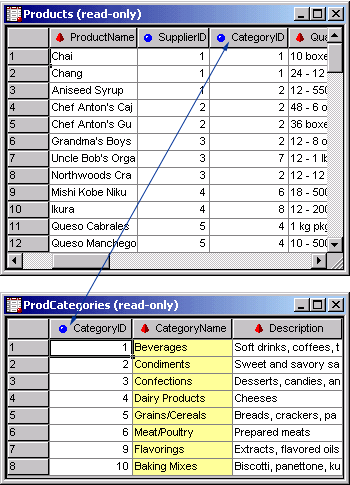 Products (read-only)
ProductName SupplierID CategoryID Qua
1 Chai 1 1 10 boxe
2 Chang 1 1 24 - 12
3 Aniseed Syrup 1 2 12 - 550
4 Chef Anton's Caj 2 2 48 - 6 o
5 Chef Anton's Gu 2 2 36 boxe
6 Grandma's Boys 3 2 12 - 8 o
7 Uncle Bob's Orga 3 7 12 - 1 lb
8 Northwoods Cra 3 2 12 - 12
9 Mishi Kobe Niku 4 6 18 - 500
10 Ikura 4 8 12 - 200
11 Queso Cabrales 5 4 1 kg pkg
12 Queso Manchego 5 4 10 - 500
ProdCategories (read-only)
CategoryID CategoryName Description
1 1 Beverages Soft drinks, coffees, t
2 2 Condiments Sweet and savory sa
3 3 Confections Desserts, candies, an
4 4 Dairy Products Cheeses
5 5 Grains/Cereals Breads, crackers, pa
6 6 Meat/Poultry Prepared meats
7 9 Flavorings Extracts, flavored oils
8 10 Baking Mixes Biscotti, panettone, ku